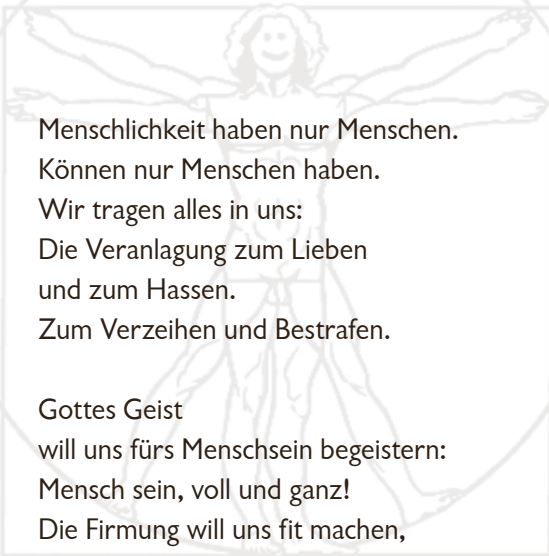 Menschlichkeit haben nur Menschen.
Können nur Menschen haben.
Wir tragen alles in uns:
Die Veranlagung zum Lieben
und zum Hassen.
Zum Verzeihen und Bestrafen.

Gottes Geist
will uns fürs Menschsein begeistern:
Mensch sein, voll und ganz!
Die Firmung will uns fit machen,